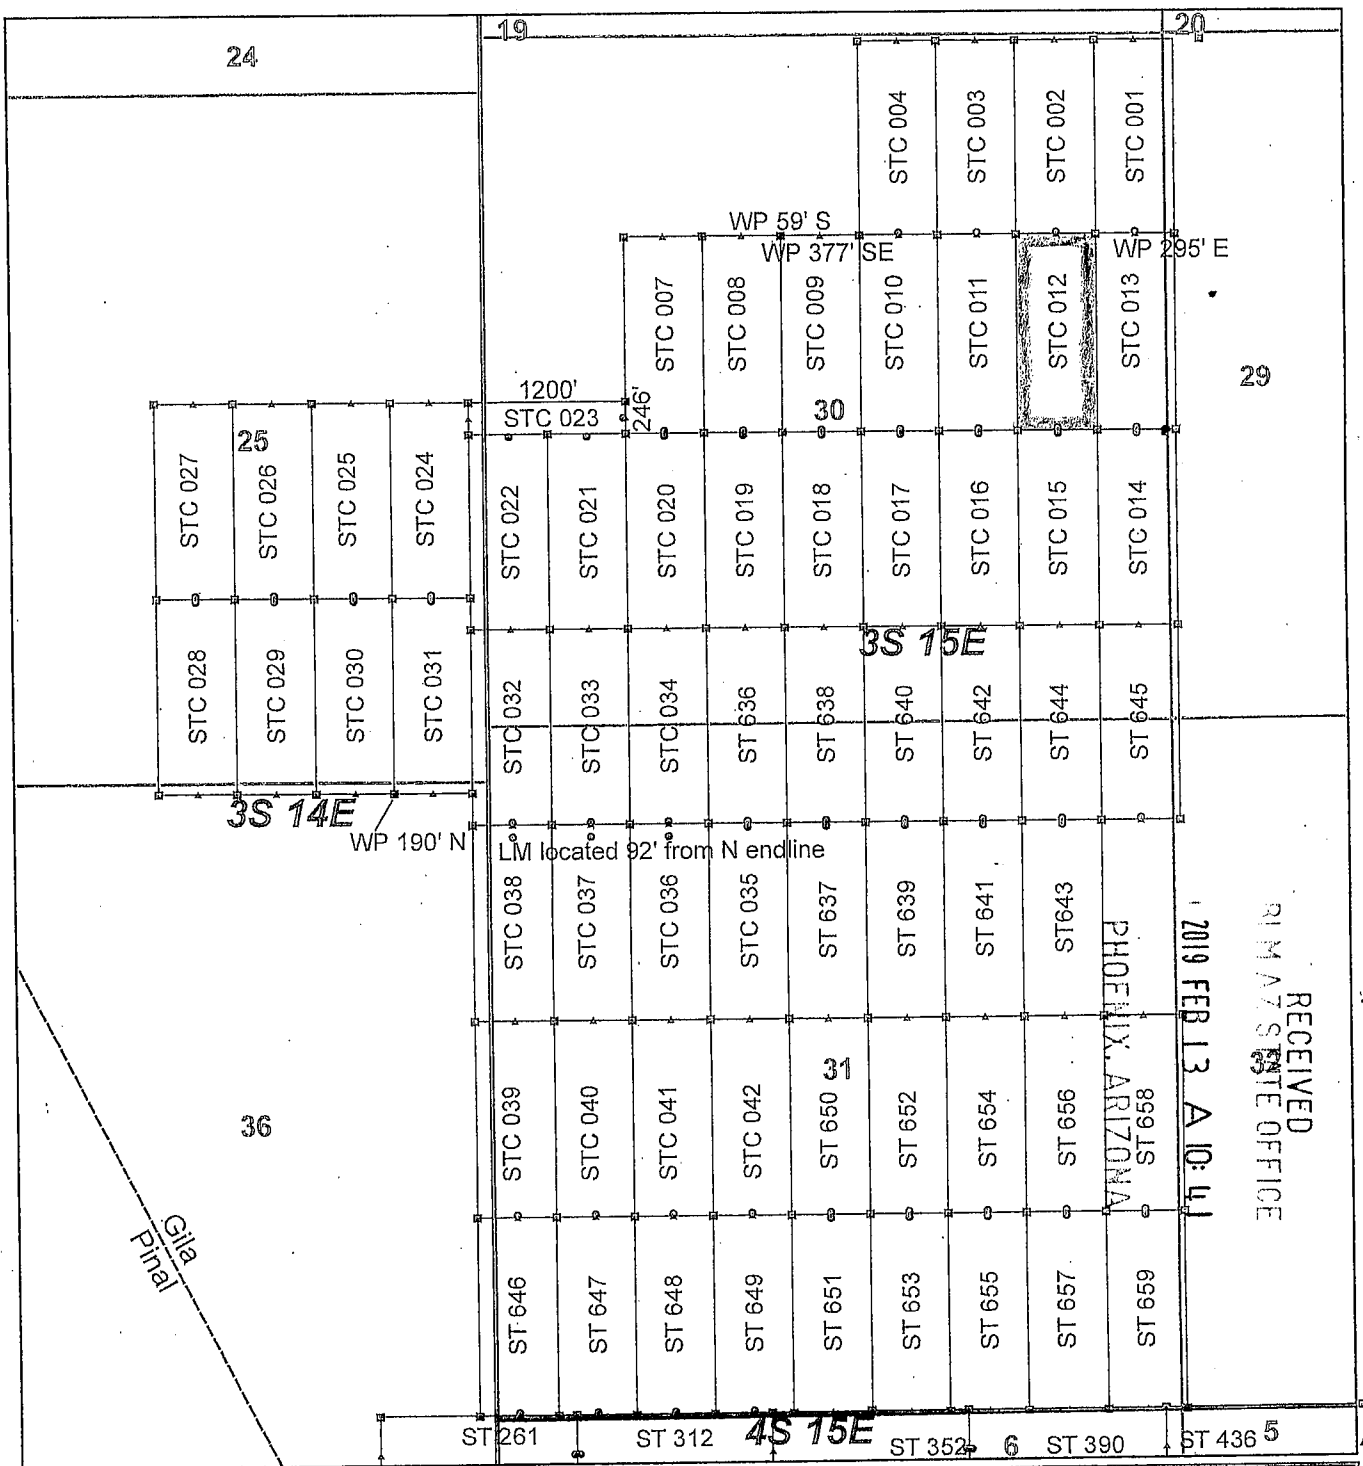 19
20
24
STC 004
STC 003
STC 002
STC 001
WP 59' S
WP 377' SE
WP 295' E
STC 007
STC 008
STC 009
STC 010
STC 011
STC 012
STC 013
29
1200'
246'
STC 023
30
25
STC 027
STC 026
STC 025
STC 024
STC 022
STC 021
STC 020
STC 019
STC 018
STC 017
STC 016
STC 015
STC 014
3S 15E
STC 028
STC 029
STC 030
STC 031
STC 032
STC 033
STC 034
ST 636
ST 638
ST 640
ST 642
ST 644
ST 645
3S 14E
WP 190' N
LM located 92' from N endline
STC 038
STC 037
STC 036
STC 035
ST 637
ST 639
ST 641
ST643
RECEIVED
STATE OFFICE
2019 FEB 13 A 10:41
PHOENIX, ARIZONA
31
36
STC 039
STC 040
STC 041
STC 042
ST 650
ST 652
ST 654
ST 656
ST 658
Gila
Pinal
ST 646
ST 647
ST 648
ST 649
ST 651
ST 653
ST 655
ST 657
ST 659
4S 15E
ST 261
ST 312
ST 352
6
ST 390
ST 436
5